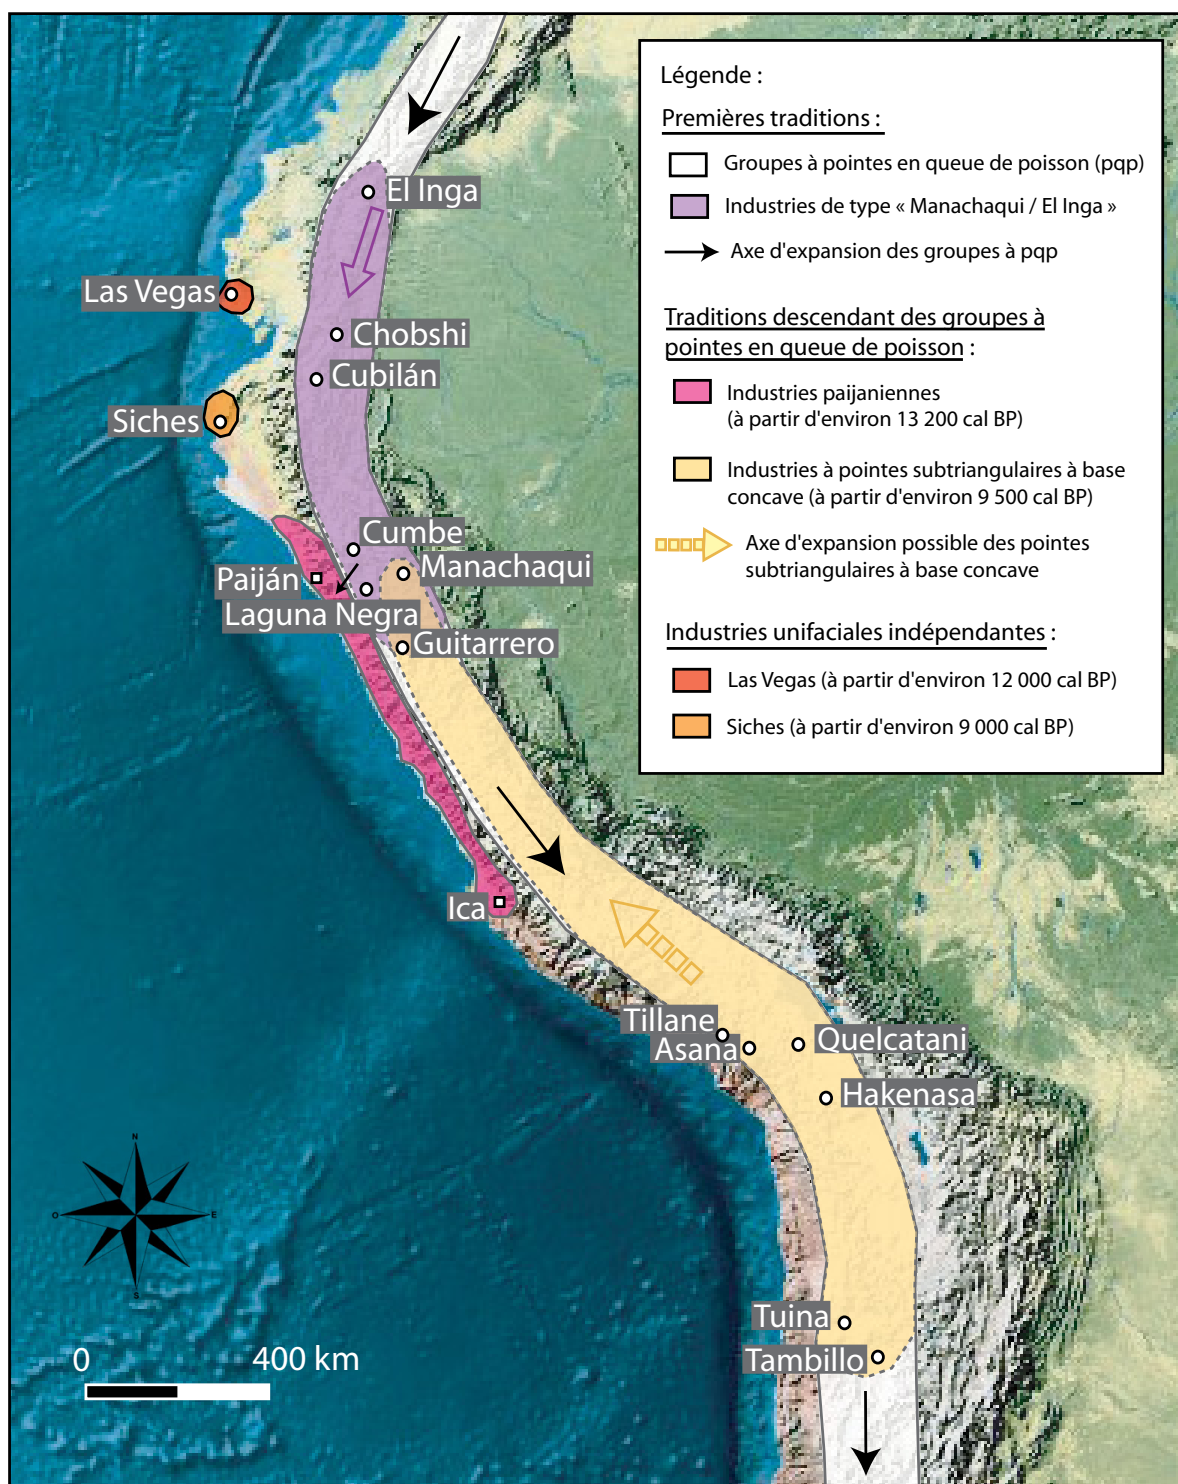 Légende :
Premières traditions :
Groupes à pointes en queue de poisson (pqp)
Industries de type « Manachaqui / El Inga »
Axe d'expansion des groupes à pqp
Traditions descendant des groupes à
pointes en queue de poisson :
Industries paijaniennes
(à partir d'environ 13 200 cal BP)
Industries à pointes subtriangulaires à base
concave (à partir d'environ 9 500 cal BP)
Axe d'expansion possible des pointes
subtriangulaires à base concave
Industries unifaciales indépendantes :
Las Vegas (à partir d'environ 12 000 cal BP)
Siches (à partir d'environ 9 000 cal BP)
El Inga
Las Vegas
Chobshi
Cubilán
Siches
Cumbe
Manachaqui
Paiján
Laguna Negra
Guitarrero
Ica
Tillane
Asana
Quelcatani
Hakenasa
Tuina
Tambillo
N
O
E
S
0 400 km